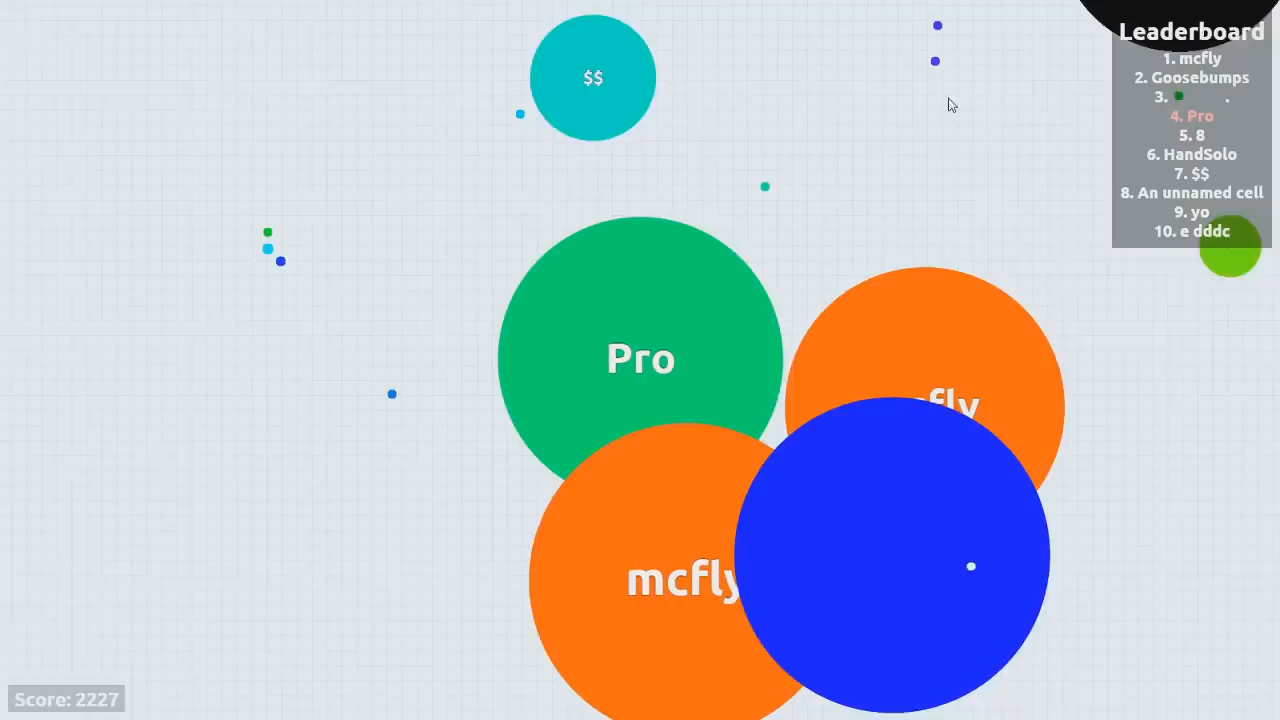 $$
Leaderboard
1. mcfly
2. Goosebumps
3. .
4. Pro
5. 8
6. HandSolo
7. $$
8. An unnamed cell
9. yo
10. e dddc
Pro
mcfly
mcfly
.
Score: 2227